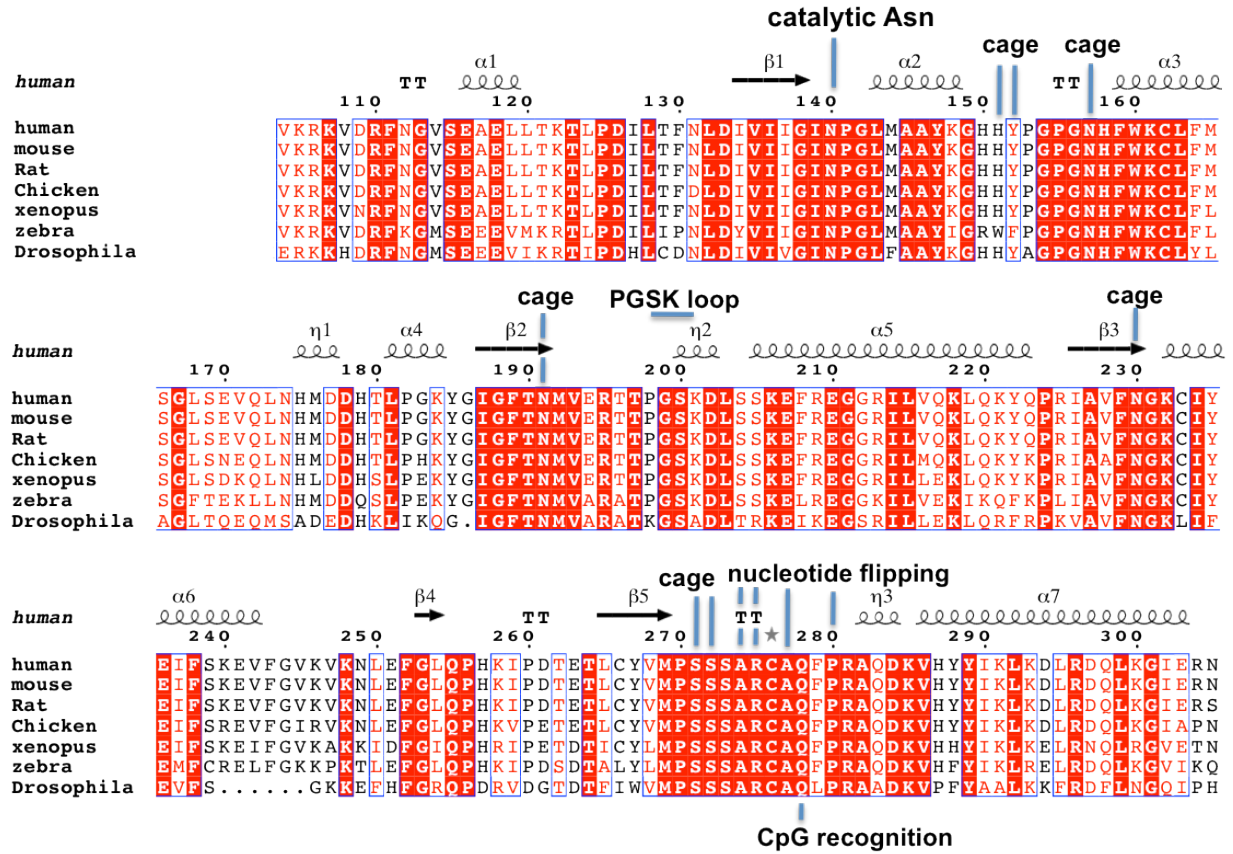 catalytic Asn
cage cage
α1 β1 α2 α3
human TT TT
110 120 130 140 150 160
human VKRKVDRFNGVSEAELLTKTLPDILTFNLDIVIIGINPGLMAAYKGHHYPGPGNHFWKCLFM
mouse VKRKVDRFNGVSEAELLTKTLPDILTFNLDIVIIGINPGLMAAYKGHHYPGPGNHFWKCLFM
Rat VKRKVDRFNGVSEAELLTKTLPDILTFNLDIVIIGINPGLMAAYKGHHYPGPGNHFWKCLFM
Chicken VKRKVDRFNGVSEAELLTKTLPDILTFDLDIVIIGINPGLMAAYKGHHYPGPGNHFWKCLFM
xenopus VKRKVNRFNGVSEAELLTKTLPDILTFNLDIVIIGINPGLMAAYKGHHYPGPGNHFWKCLFL
zebra VKRKVDRFKGMSEEEVMKRTLPDILIPNLDYVIIGINPGLMAAYIGRWFPGPGNHFWKCLFL
Drosophila ERKKHDRFNGMSEEEVIKRTIPDHLCDNLDIVIVGINPGLFAAYKGHHYAGPGNHFWKCLYL
cage PGSK loop cage
η1 α4 β2 η2 α5 β3
human
170 180 190 200 210 220 230
human SGLSEVQLNHMDDHTLPGKYGIGFTNMVERTTPGSKDLSSKEFREGGRILVQKLQKYQPRIAVFNGKCIY
mouse SGLSEVQLNHMDDHTLPGKYGIGFTNMVERTTPGSKDLSSKEFREGGRILVQKLQKYQPRIAVFNGKCIY
Rat SGLSEVQLNHMDDHTLPGKYGIGFTNMVERTTPGSKDLSSKEFREGGRILVQKLQKYQPRIAVFNGKCIY
Chicken SGLSNEQLNHMDDHTLPHKYGIGFTNMVERTTPGSKDLSSKEFREGGRILMQKLQKYKPRIAAFNGKCIY
xenopus SGLSDKQLNHLDDHTLPEKYGIGFTNMVERTTPGSKDLSSKEFREGGRILLQKLQKYKPRIAVFNGKCIY
zebra SGFTEKLLNHMDDQSLPEKYGIGFTNMVARATPGSKDLSSKELREGGRILVEKIKQFKPLIAVFNGKCIY
Drosophila AGLTQEQMSADEDHKLIKQG.IGFTNMVARATKGSADLTRKEIKEGSRILLEKLQRFRPKVAVFNGKLIF
cage nucleotide flipping
α6 β4 β5 η3 α7
human TT TT
240 250 260 270 280 290 300
human EIFSKEVFGVKVKNLEFGLQPHKIPDTETLCYVMPSSSARCAQFPRAQDKVHYYIKLKDLRDQLKGIERN
mouse EIFSKEVFGVKVKNLEFGLQPHKIPDTETLCYVMPSSSARCAQFPRAQDKVHYYIKLKDLRDQLKGIERN
Rat EIFSKEVFGVKVKNLEFGLQPHKIPDTETLCYVMPSSSARCAQFPRAQDKVHYYIKLKDLRDQLKGIERS
Chicken EIFSREVFGIRVKNLEFGLQPHKVPETETLCYVMPSSSARCAQFPRAQDKVHYYIKLKDLRDQLKGIAPN
xenopus EIFSKEIFGVKAKKIDFGIQPHRIPETDTICYLMPSSSARCAQFPRAQDKVHHYIKLKELRNQLRGVETN
zebra EMFCRELFGKKPKTLEFGLQPHKIPDSDTALYLMPSSSARCAQFPRAQDKVHFYIKLRELRDQLKGVIKQ
Drosophila EVFS......GKKEFHFGRQPDRVDGTDTFIWVMPSSSARCAQLPRAADKVPFYAALKKFRDFLNGQIPH
CpG recognition